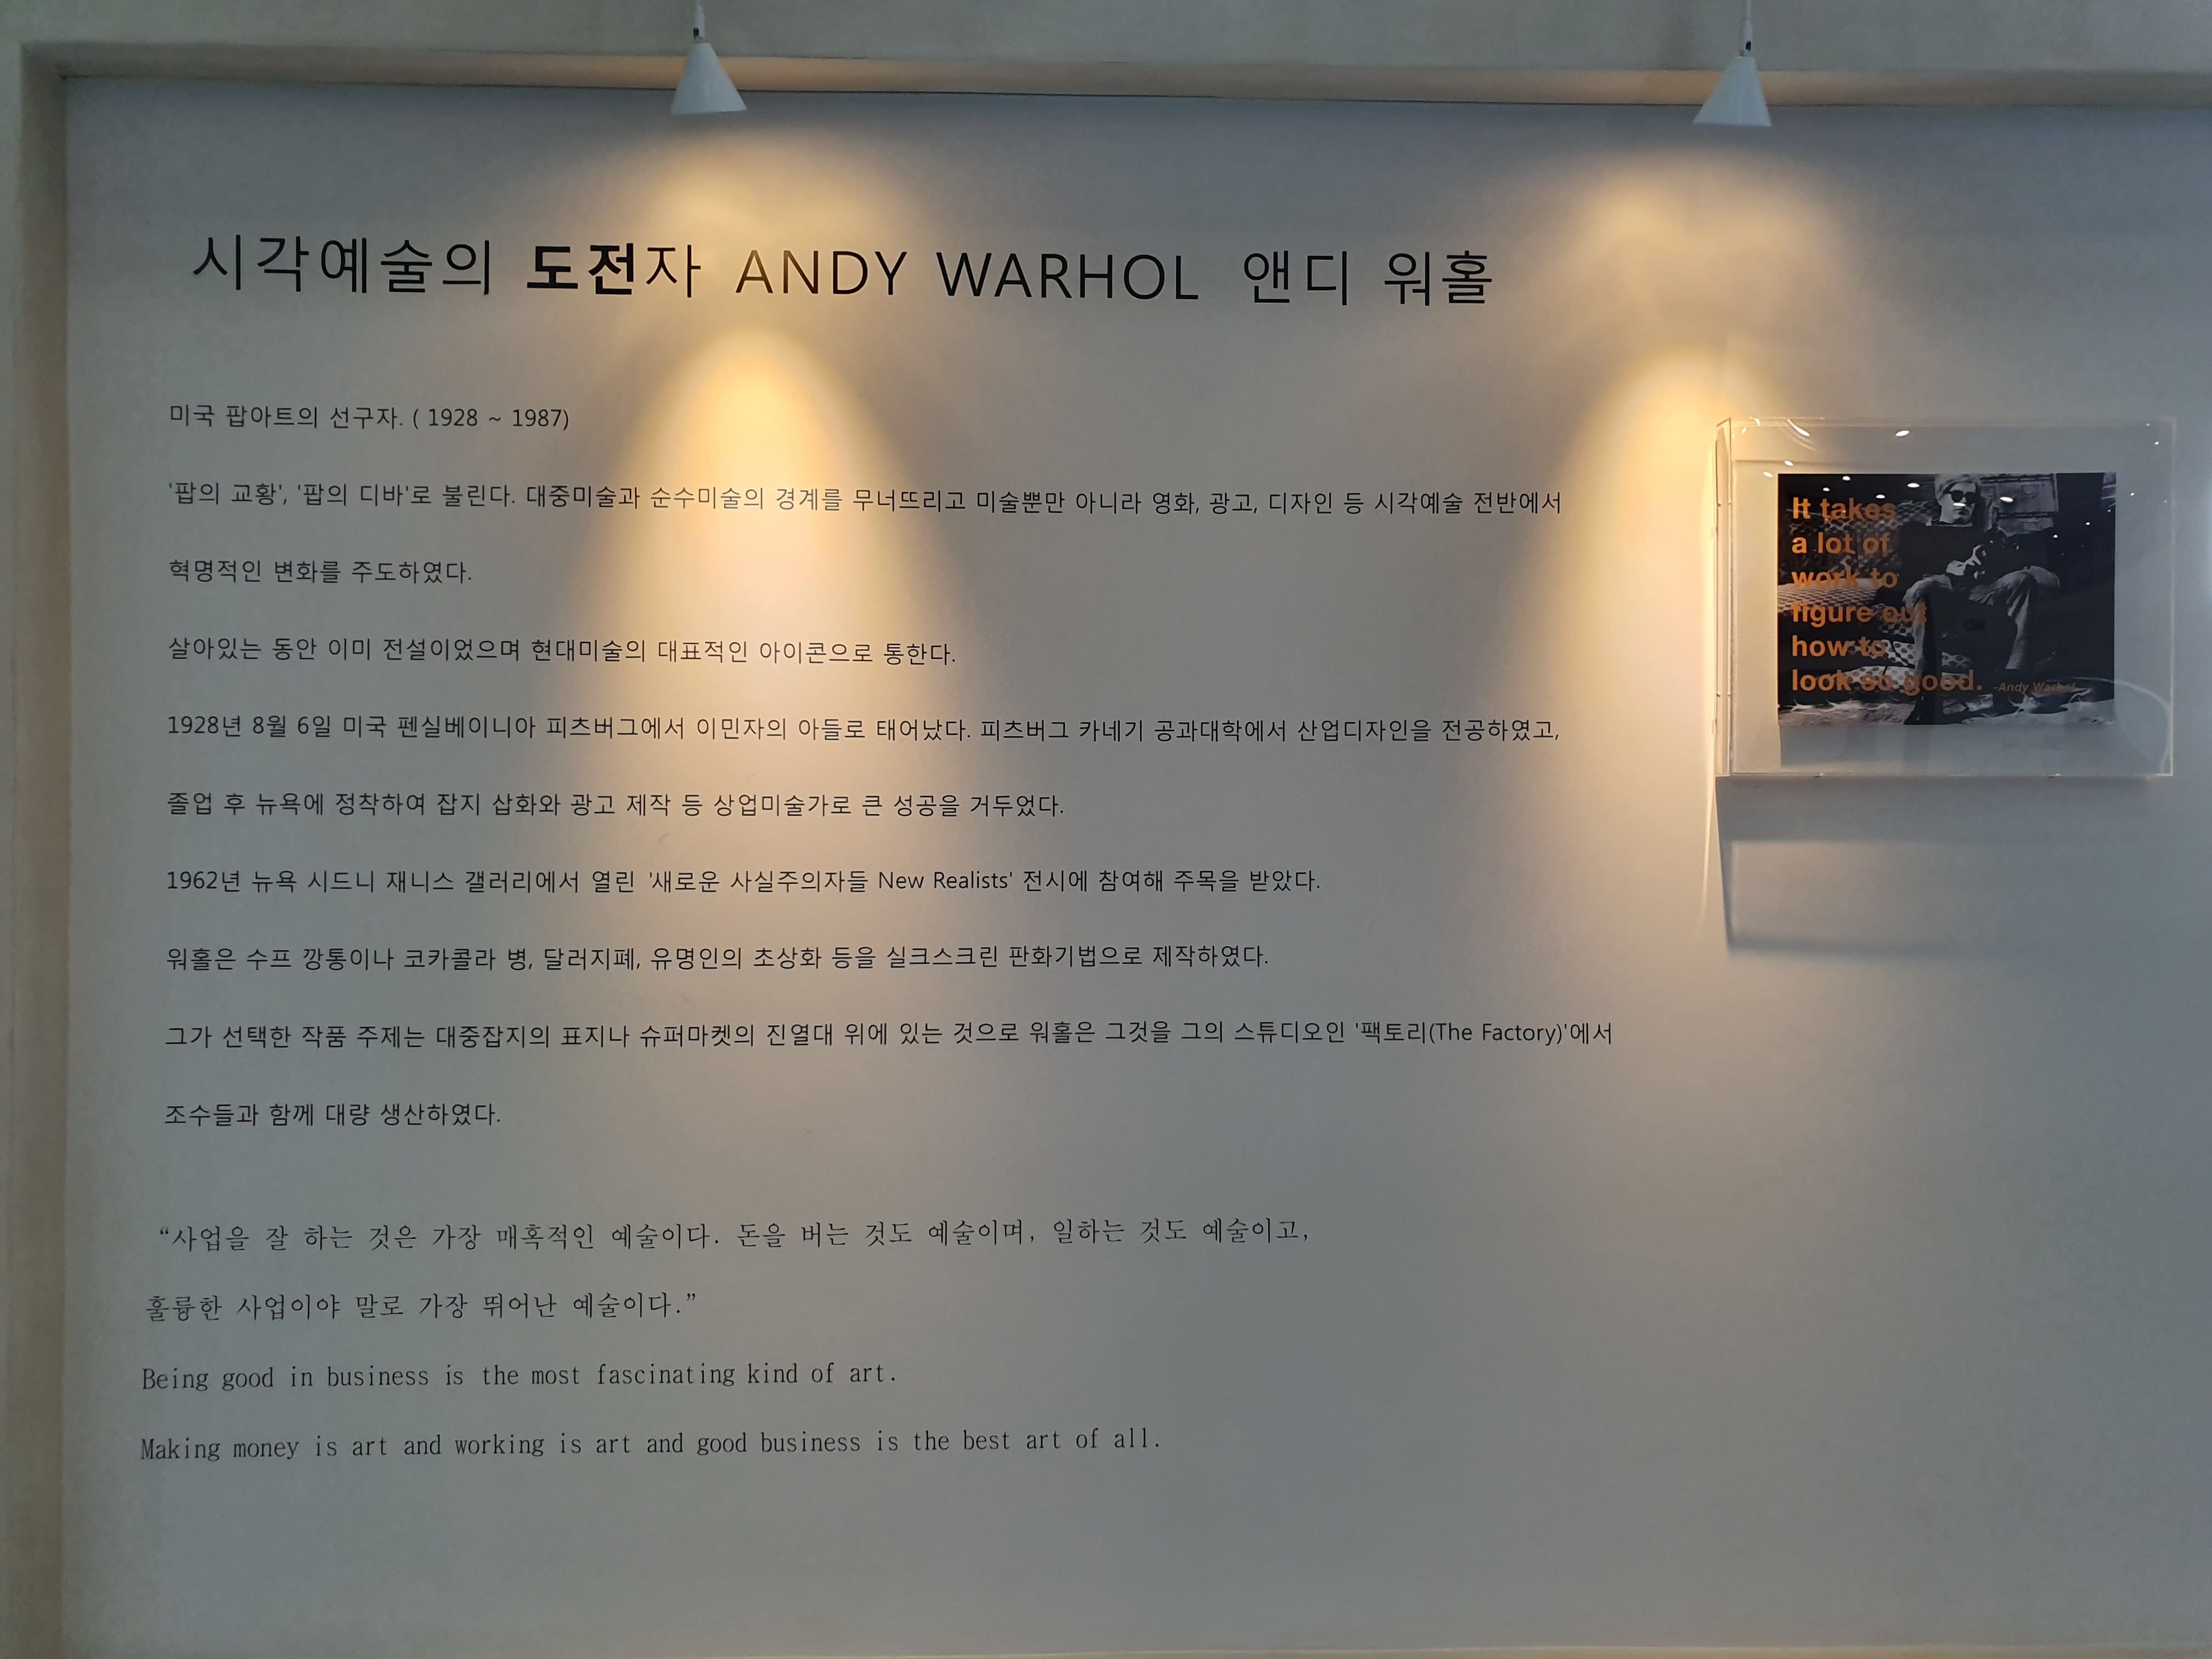 시각예술의 도전자 ANDY WARHOL 앤디 워홀
미국 팝아트의 선구자. ( 1928 ~ 1987)
'팝의 교황', '팝의 디바'로 불린다. 대중미술과 순수미술의 경계를 무너뜨리고 미술뿐만 아니라 영화, 광고, 디자인 등 시각예술 전반에서
혁명적인 변화를 주도하였다.
살아있는 동안 이미 전설이었으며 현대미술의 대표적인 아이콘으로 통한다.
1928년 8월 6일 미국 펜실베이니아 피츠버그에서 이민자의 아들로 태어났다. 피츠버그 카네기 공과대학에서 산업디자인을 전공하였고,
졸업 후 뉴욕에 정착하여 잡지 삽화와 광고 제작 등 상업미술가로 큰 성공을 거두었다.
1962년 뉴욕 시드니 재니스 갤러리에서 열린 '새로운 사실주의자들 New Realists' 전시에 참여해 주목을 받았다.
워홀은 수프 깡통이나 코카콜라 병, 달러지폐, 유명인의 초상화 등을 실크스크린 판화기법으로 제작하였다.
그가 선택한 작품 주제는 대중잡지의 표지나 슈퍼마켓의 진열대 위에 있는 것으로 워홀은 그것을 그의 스튜디오인 '팩토리(The Factory)'에서
조수들과 함께 대량 생산하였다.
“사업을 잘 하는 것은 가장 매혹적인 예술이다. 돈을 버는 것도 예술이며, 일하는 것도 예술이고,
훌륭한 사업이야 말로 가장 뛰어난 예술이다.”
Being good in business is the most fascinating kind of art.
Making money is art and working is art and good business is the best art of all.
It takes
a lot of
work to
figure out
how to
look so good. -Andy Warhol